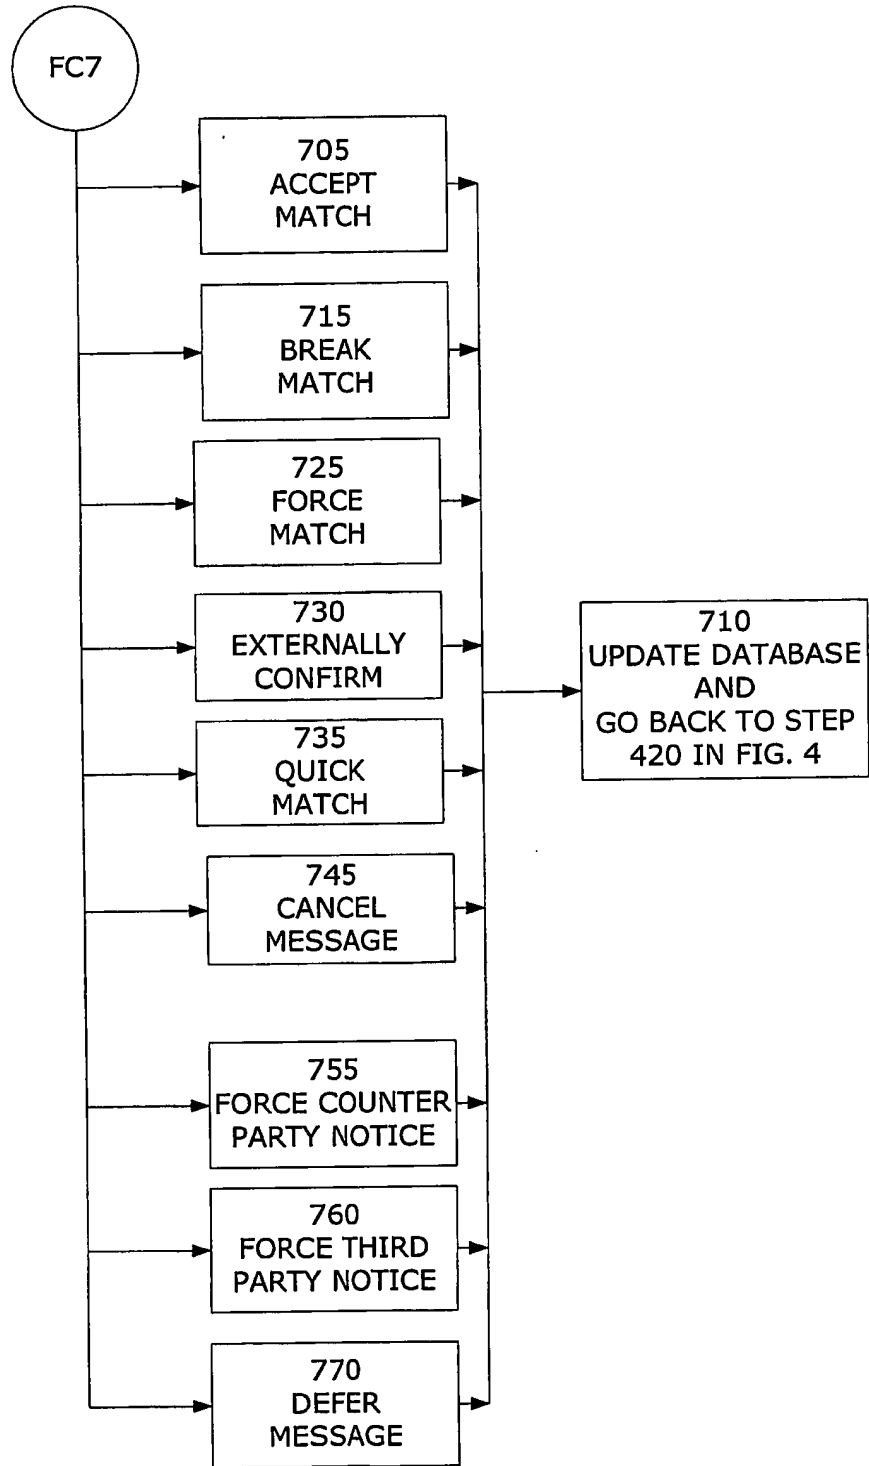 FC7
705
ACCEPT
MATCH
715
BREAK
MATCH
725
FORCE
MATCH
730
EXTERNALLY
CONFIRM
735
QUICK
MATCH
745
CANCEL
MESSAGE
755
FORCE COUNTER
PARTY NOTICE
760
FORCE THIRD
PARTY NOTICE
770
DEFER
MESSAGE
710
UPDATE DATABASE
AND
GO BACK TO STEP
420 IN FIG. 4